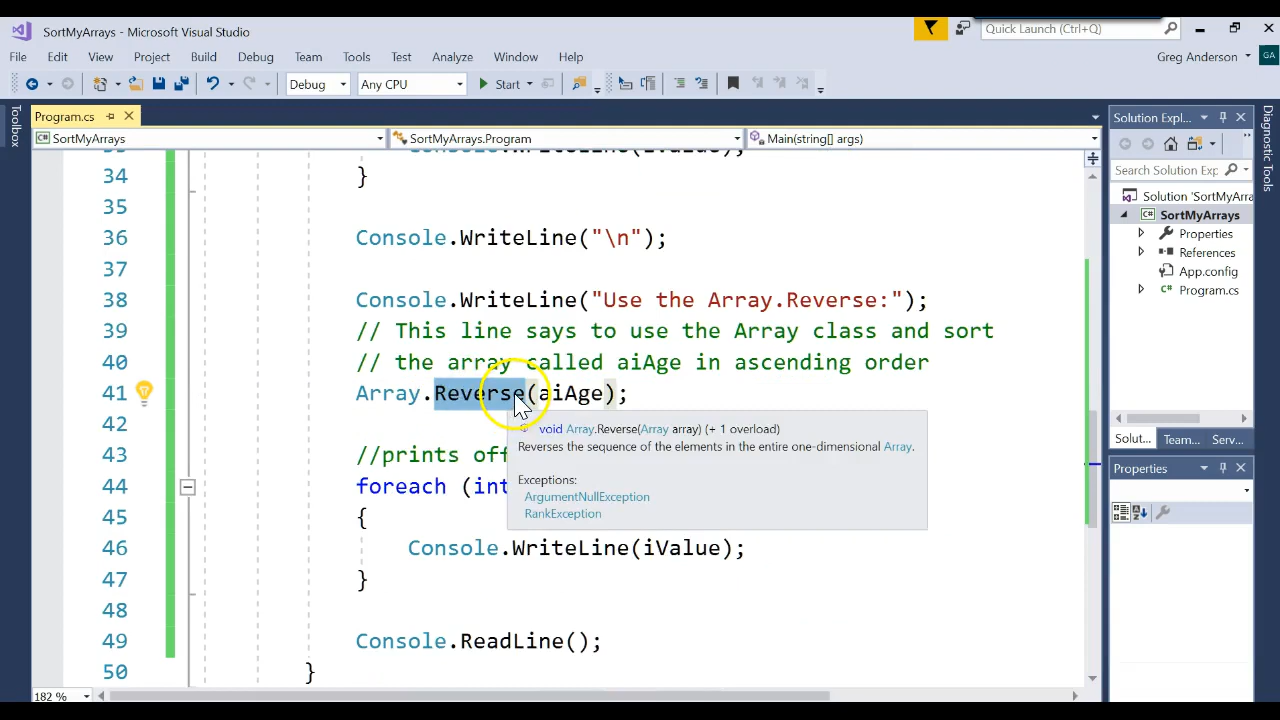 SortMyArrays - Microsoft Visual Studio
Quick Launch (Ctrl+Q)
File Edit View Project Build Debug Team Tools Test Analyze Window Help
Greg Anderson GA
Debug Any CPU Start
Toolbox
Program.cs
SortMyArrays SortMyArrays.Program Main(string[] args)
34 }
35
36 Console.WriteLine("\n");
37
38 Console.WriteLine("Use the Array.Reverse:");
39 // This line says to use the Array class and sort
40 // the array called aiAge in ascending order
41 Array.Reverse(aiAge);
42
void Array.Reverse(Array array) (+ 1 overload)
Reverses the sequence of the elements in the entire one-dimensional Array.
Exceptions:
ArgumentNullException
RankException
43 //prints of
44 foreach (int
45 {
46 Console.WriteLine(iValue);
47 }
48
49 Console.ReadLine();
50 }
182 %
Solution Expl...
Search Solution Exp
Solution 'SortMyArra
SortMyArrays
Properties
References
App.config
Program.cs
Solut... Team... Serv...
Properties
Diagnostic Tools